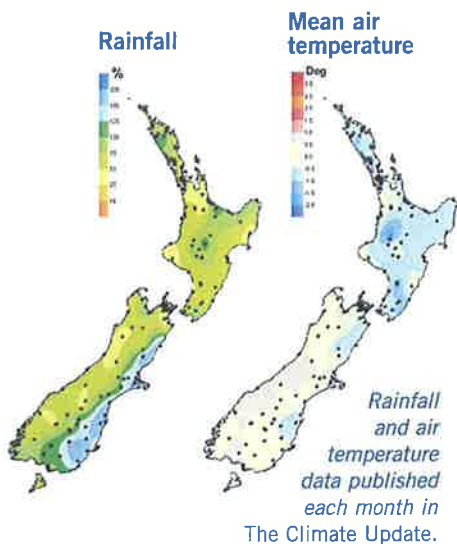 Rainfall
Mean air
temperature
%
Deg
Rainfall
and air
temperature
data published
each month in
The Climate Update.